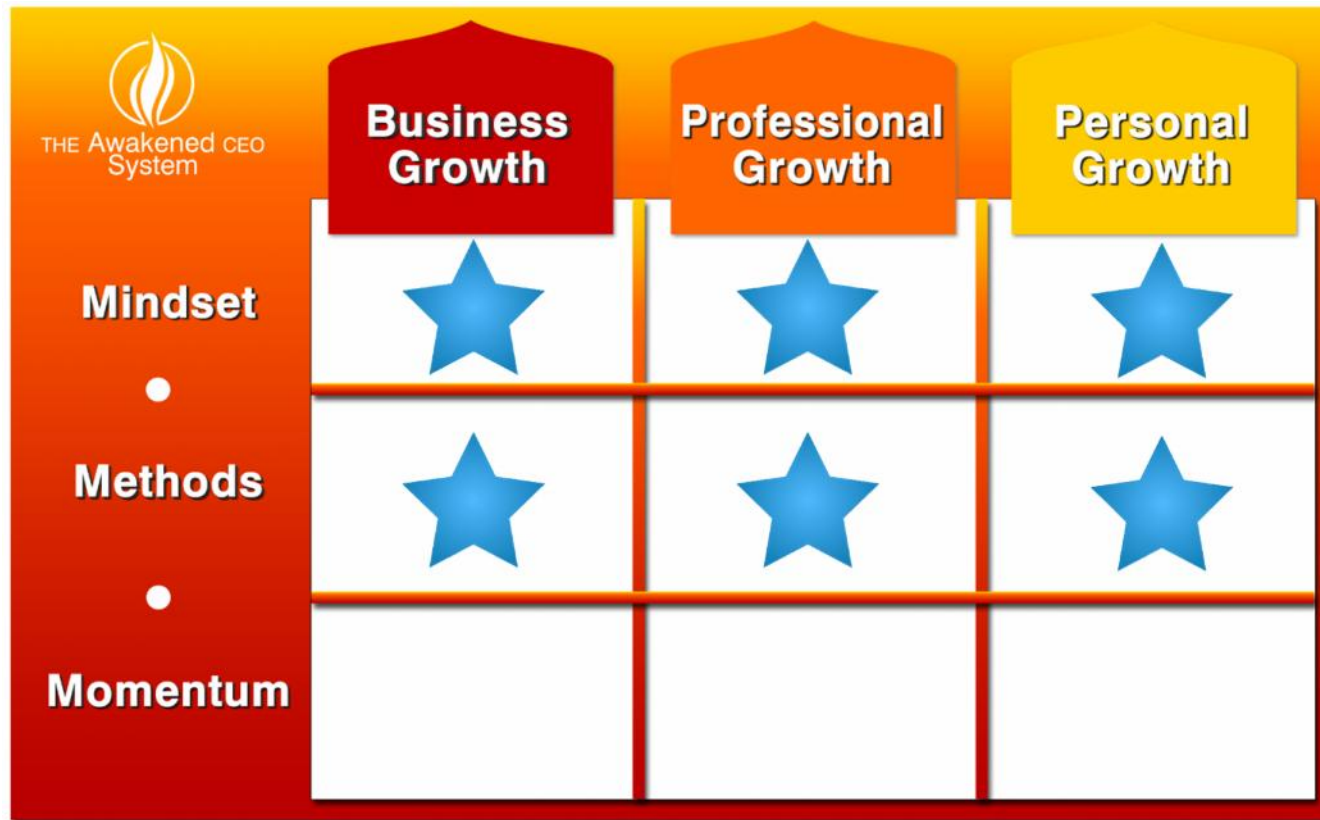 THE Awakened CEO
System
Business
Growth
Professional
Growth
Personal
Growth
Mindset
Methods
Momentum